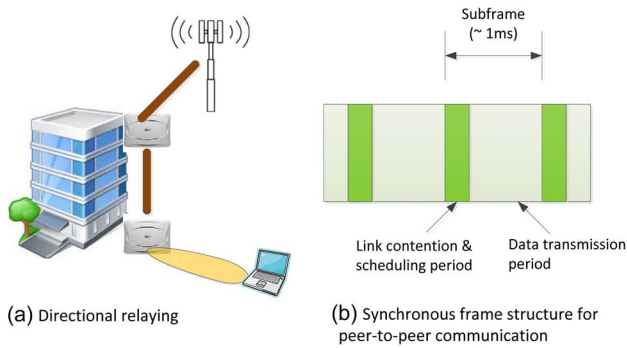 Subframe
(~ 1ms)
Link contention &
scheduling period
Data transmission
period
(a) Directional relaying
(b) Synchronous frame structure for
peer-to-peer communication